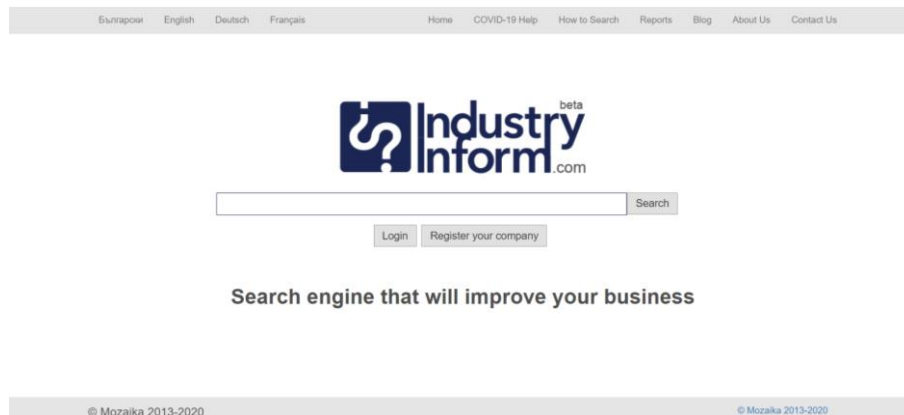 Български English Deutsch Français Home COVID-19 Help How to Search Reports Blog About Us Contact Us
beta
Industry
Inform.com
Search
Login Register your company
Search engine that will improve your business
© Mozaika 2013-2020 © Mozaika 2013-2020